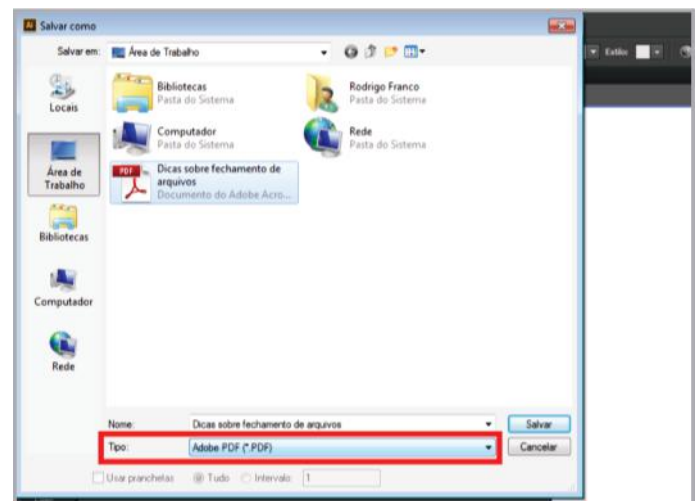 Salvar como
Salvar em: Área de Trabalho
Estilo:
Locais
Bibliotecas
Pasta do Sistema
Rodrigo Franco
Pasta do Sistema
Computador
Pasta do Sistema
Rede
Pasta do Sistema
Área de
Trabalho
PDF
Dicas sobre fechamento de
arquivos
Documento do Adobe Acro...
Bibliotecas
Computador
Rede
Nome: Dicas sobre fechamento de arquivos
Salvar
Tipo: Adobe PDF (*.PDF)
Cancelar
Usar pranchetas Tudo Intervalo: 1